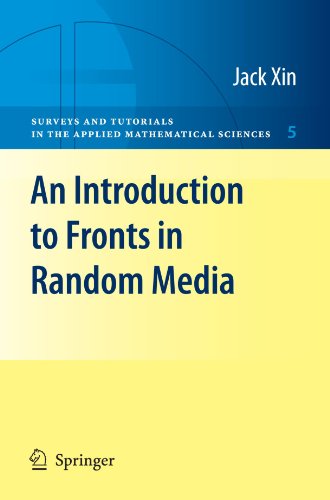 Jack Xin
SURVEYS AND TUTORIALS
IN THE APPLIED MATHEMATICAL SCIENCES 5
An Introduction
to Fronts in
Random Media
Springer